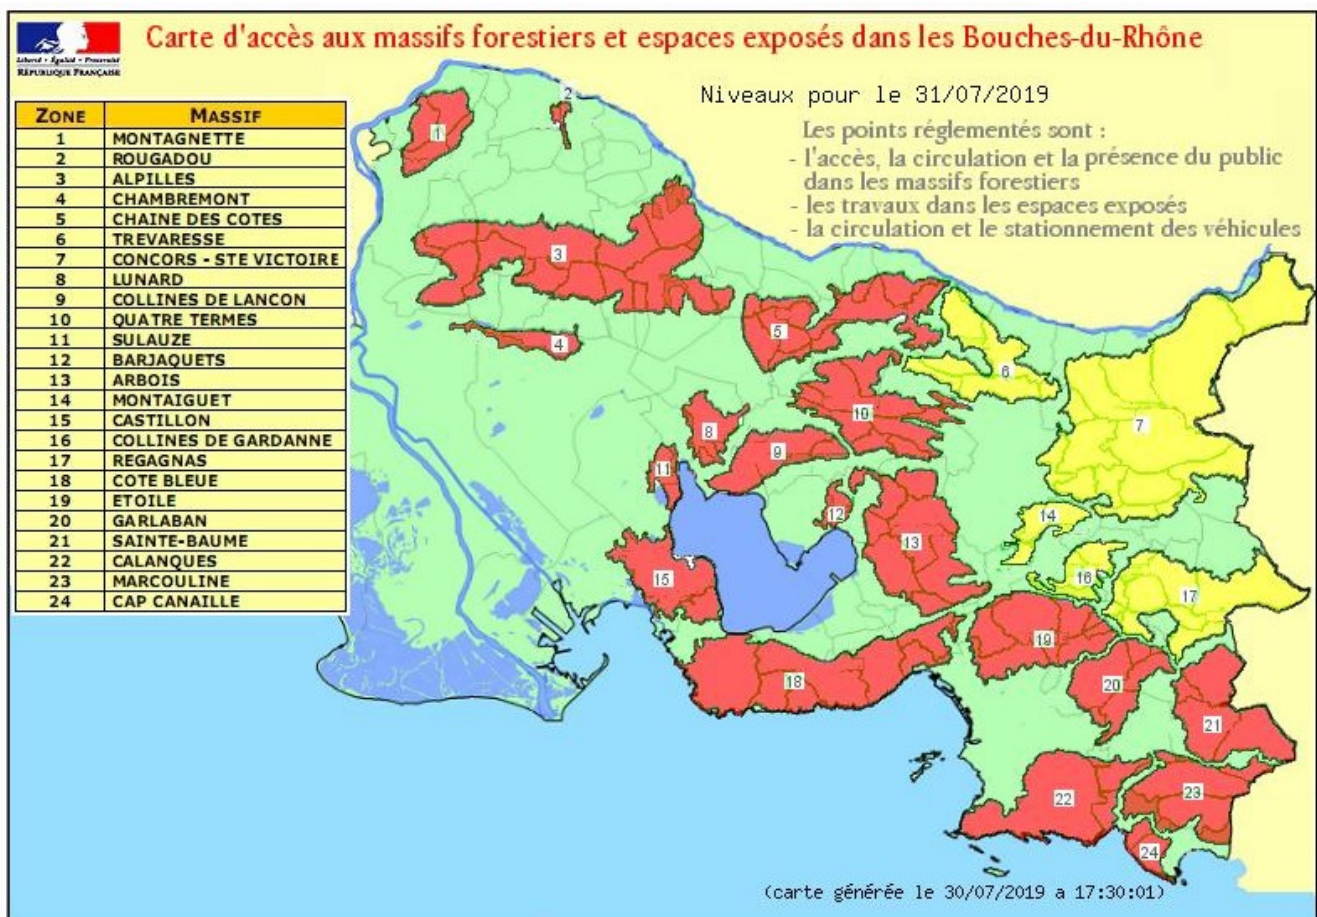 Carte d'accès aux massifs forestiers et espaces exposés dans les Bouches-du-Rhône
Liberté • Égalité • Fraternité
RÉPUBLIQUE FRANÇAISE
Niveaux pour le 31/07/2019
Les points réglementés sont :
- l'accès, la circulation et la présence du public
dans les massifs forestiers
- les travaux dans les espaces exposés
- la circulation et le stationnement des véhicules
ZONE MASSIF
1 MONTAGNETTE
2 ROUGADOU
3 ALPILLES
4 CHAMBREMONT
5 CHAINE DES COTES
6 TREVARESSE
7 CONCORS - STE VICTOIRE
8 LUNARD
9 COLLINES DE LANCON
10 QUATRE TERMES
11 SULAUZE
12 BARJAQUETS
13 ARBOIS
14 MONTAIGUET
15 CASTILLON
16 COLLINES DE GARDANNE
17 REGAGNAS
18 COTE BLEUE
19 ETOILE
20 GARLABAN
21 SAINTE-BAUME
22 CALANQUES
23 MARCOULINE
24 CAP CANAILLE
2
1
3
5
4
6
10
7
8
9
11
12
14
13
15
16
17
19
18
20
21
22
23
24
(carte générée le 30/07/2019 a 17:30:01)